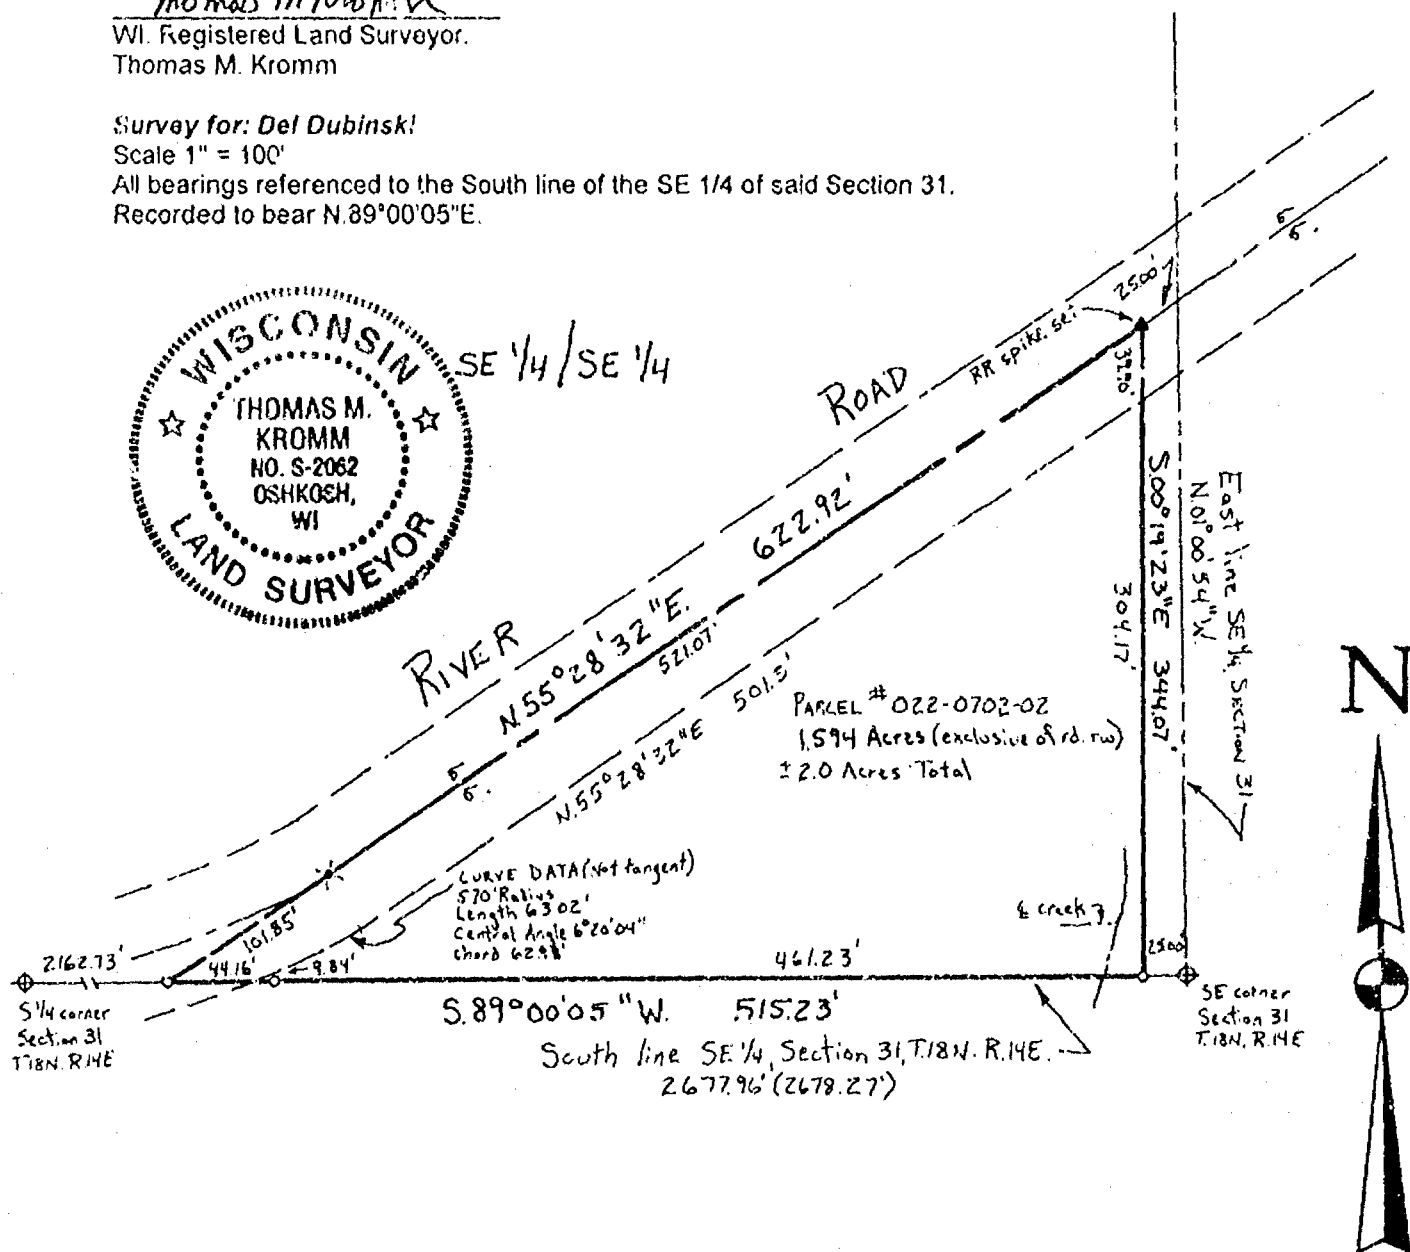 Thomas M Kromm
WI. Registered Land Surveyor.
Thomas M. Kromm
Survey for: Del Dubinski
Scale 1" = 100'
All bearings referenced to the South line of the SE 1/4 of said Section 31.
Recorded to bear N.89°00'05"E.
WISCONSIN
THOMAS M.
KROMM
NO. S-2062
OSHKOSH,
WI
LAND SURVEYOR
SE 1/4/SE 1/4
RIVER ROAD
RR spike set
25.00'
N.55°28'32"E. 622.92'
521.07'
N.55°28'32"E 501.5'
S.00°19'23"E 344.07'
304.17'
East line SE 1/4, SECTION 31
N.01°00'54"W.
N
PARCEL # 022-0702-02
1.594 Acres (exclusive of rd. rw)
±2.0 Acres Total
CURVE DATA (Not tangent)
570' Radius
Length 63.02'
Central Angle 6°20'04"
Chord
101.85'
2162.73'
44.16'
9.84'
461.23'
25.00'
℄ creek
S 1/4 corner
Section 31
T18N. R.14E
S.89°00'05"W. 515.23'
South line SE 1/4, Section 31, T.18N. R.14E.
2677.96' (2678.27')
SE corner
Section 31
T.18N, R.14E